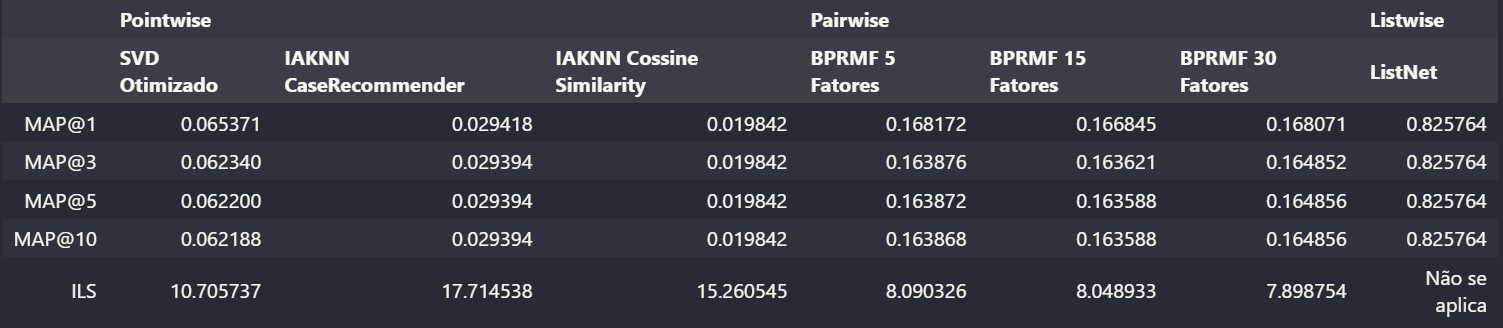 Pointwise Pairwise Listwise
SVD Otimizado IAKNN CaseRecommender IAKNN Cossine Similarity BPRMF 5 Fatores BPRMF 15 Fatores BPRMF 30 Fatores ListNet
MAP@1 0.065371 0.029418 0.019842 0.168172 0.166845 0.168071 0.825764
MAP@3 0.062340 0.029394 0.019842 0.163876 0.163621 0.164852 0.825764
MAP@5 0.062200 0.029394 0.019842 0.163872 0.163588 0.164856 0.825764
MAP@10 0.062188 0.029394 0.019842 0.163868 0.163588 0.164856 0.825764
ILS 10.705737 17.714538 15.260545 8.090326 8.048933 7.898754 Não se aplica